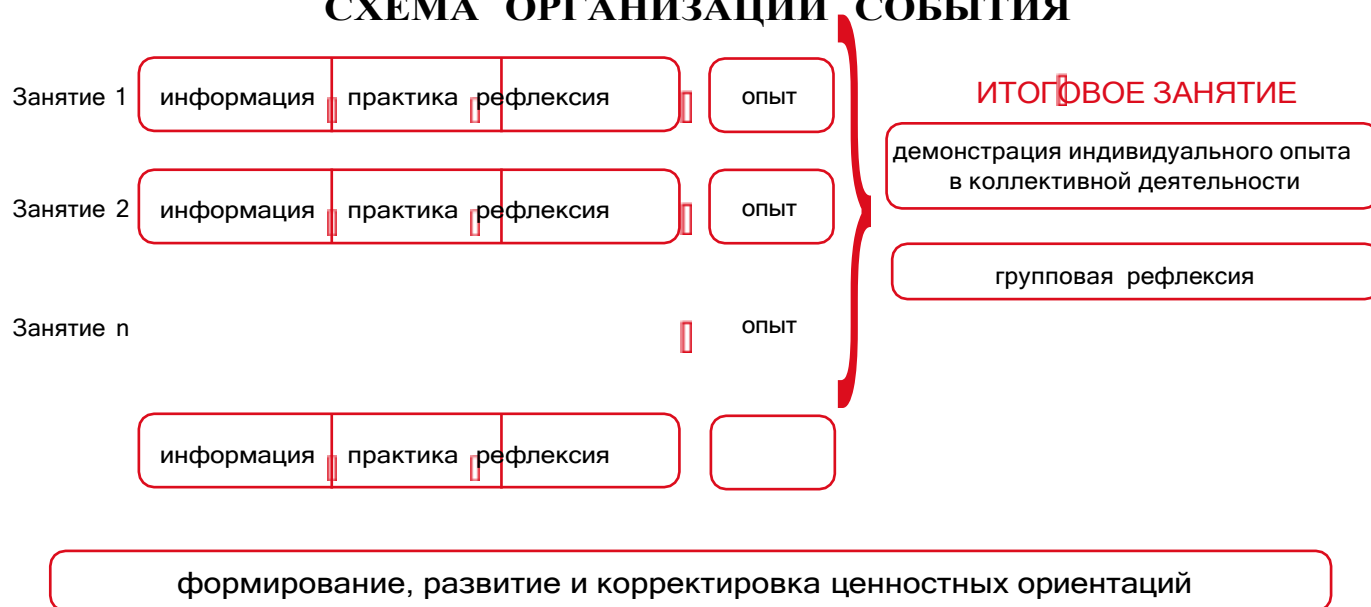 СХЕМА ОРГАНИЗАЦИИ СОБЫТИЯ
Занятие 1 информация практика рефлексия опыт
ИТОГОВОЕ ЗАНЯТИЕ
демонстрация индивидуального опыта
в коллективной деятельности
Занятие 2 информация практика рефлексия опыт
групповая рефлексия
Занятие n опыт
информация практика рефлексия
формирование, развитие и корректировка ценностных ориентаций